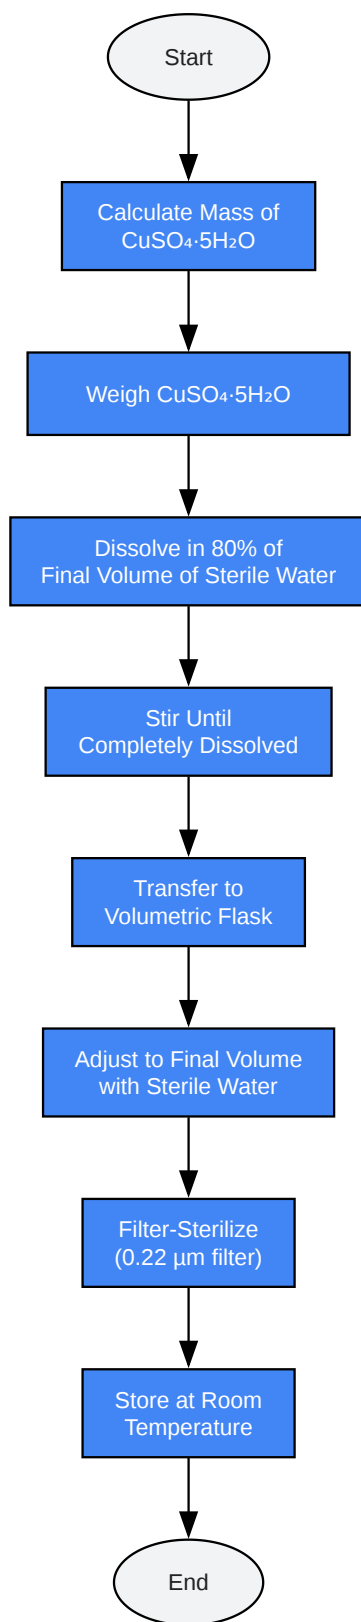 Start
Calculate Mass of
CuSO₄·5H₂O
Weigh CuSO₄·5H₂O
Dissolve in 80% of
Final Volume of Sterile Water
Stir Until
Completely Dissolved
Transfer to
Volumetric Flask
Adjust to Final Volume
with Sterile Water
Filter-Sterilize
(0.22 µm filter)
Store at Room
Temperature
End